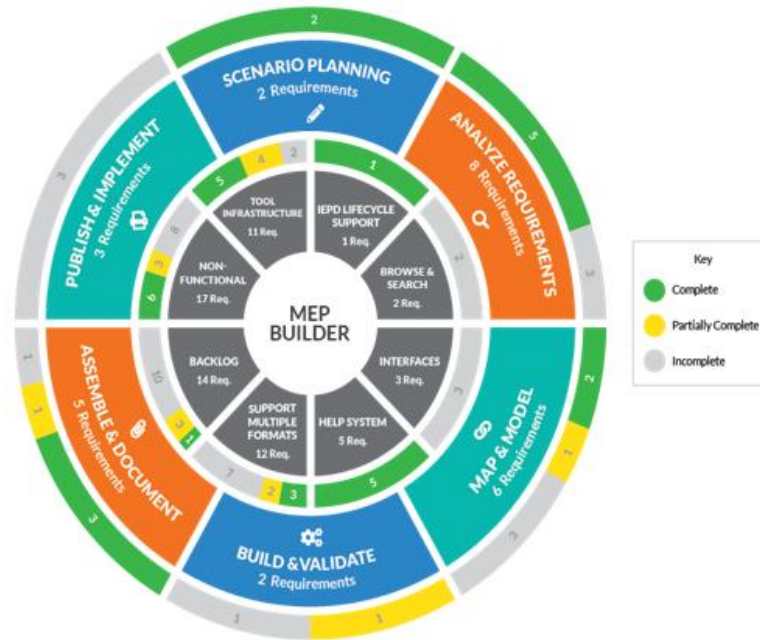 2
SCENARIO PLANNING
2 Requirements
5
3
ANALYZE REQUIREMENTS
8 Requirements
2
1
3
MAP & MODEL
6 Requirements
1
1
BUILD & VALIDATE
2 Requirements
3
1
1
ASSEMBLE & DOCUMENT
5 Requirements
3
PUBLISH & IMPLEMENT
3 Requirements
1
IEPD LIFECYCLE
SUPPORT
1 Req.
2
BROWSE &
SEARCH
2 Req.
3
INTERFACES
3 Req.
5
HELP SYSTEM
5 Req.
3
2
7
SUPPORT
MULTIPLE
FORMATS
12 Req.
1
3
10
BACKLOG
14 Req.
6
3
8
NON-
FUNCTIONAL
17 Req.
5
4
2
TOOL
INFRASTRUCTURE
11 Req.
MEP
BUILDER
Key
Complete
Partially Complete
Incomplete